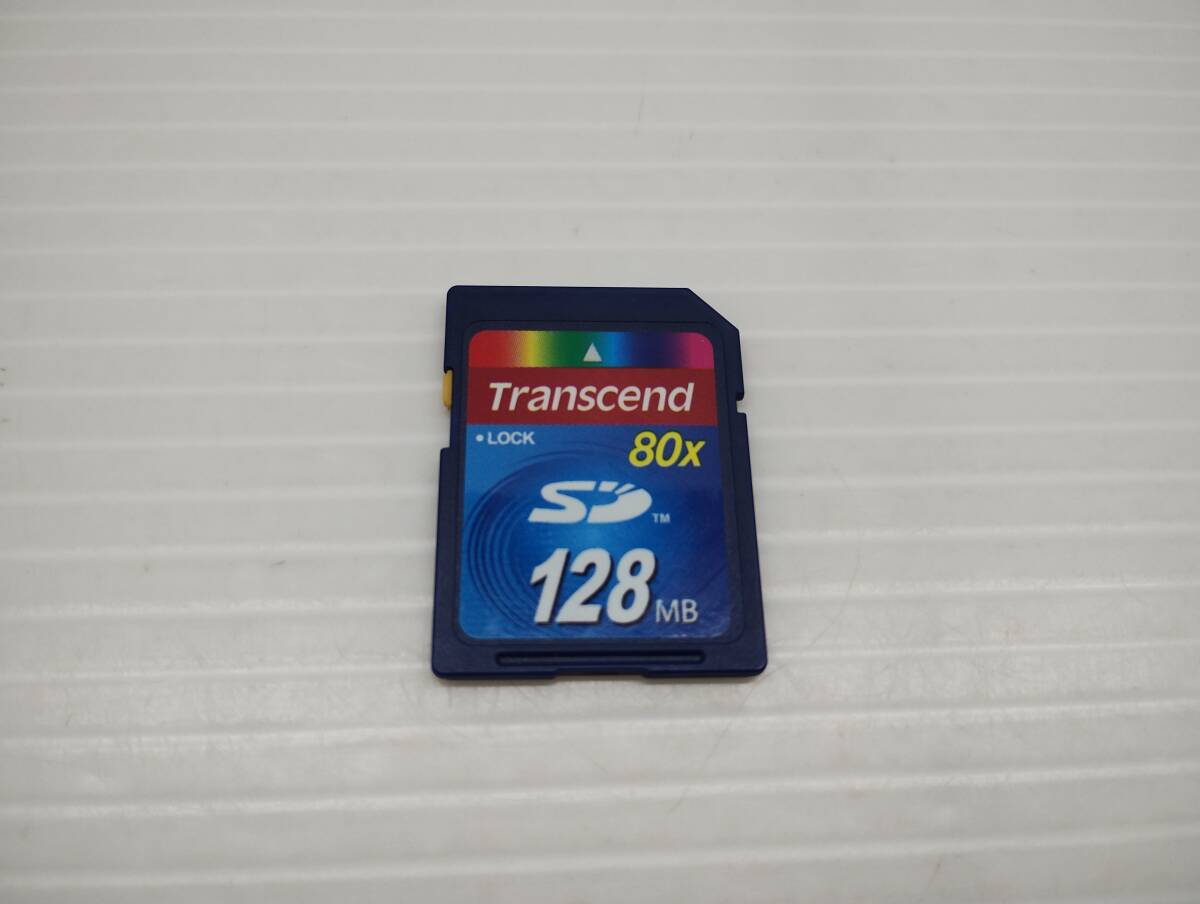 Transcend
• LOCK
80x
SD™
128 MB